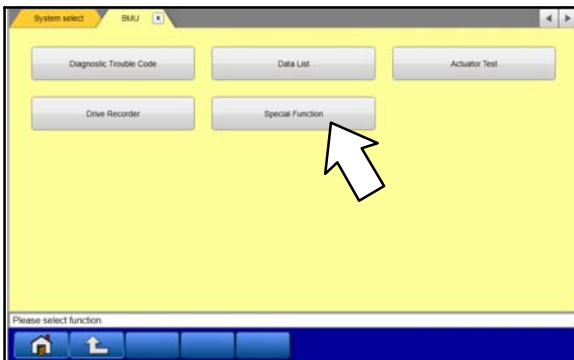 System select
BMU
Diagnostic Trouble Code
Data List
Actuator Test
Drive Recorder
Special Function
Please select function.